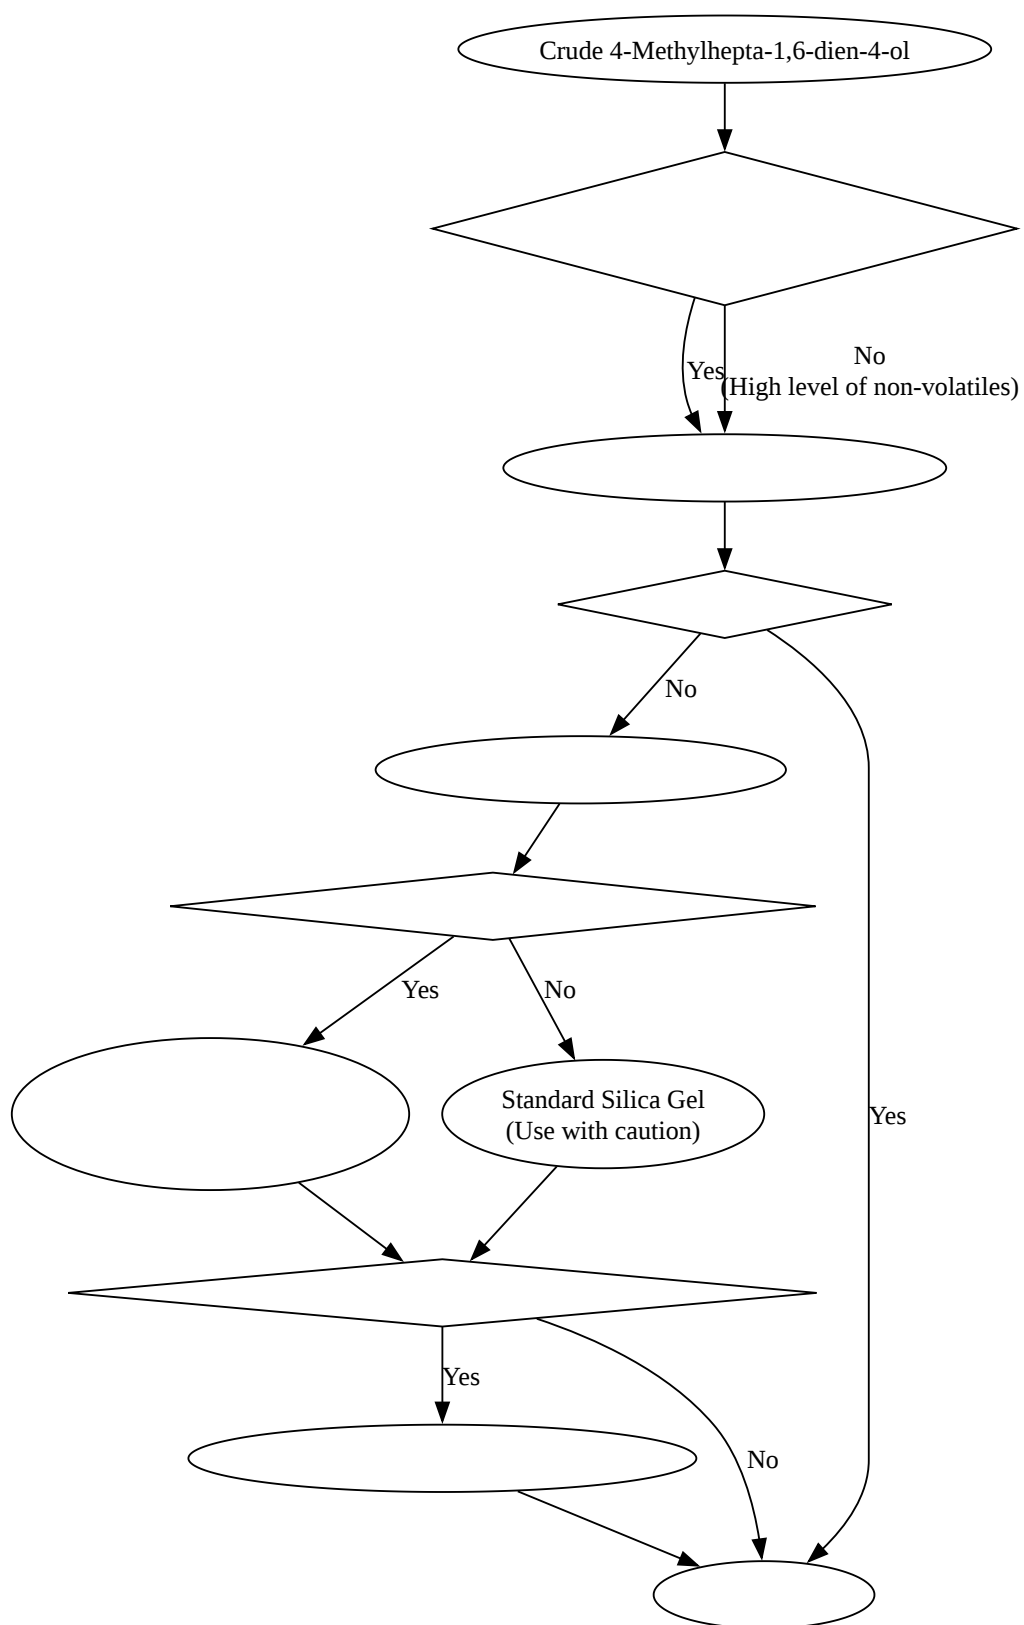 Crude 4-Methylhepta-1,6-dien-4-ol
Yes
No
(High level of non-volatiles)
No
Yes
No
Standard Silica Gel
(Use with caution)
Yes
Yes
No